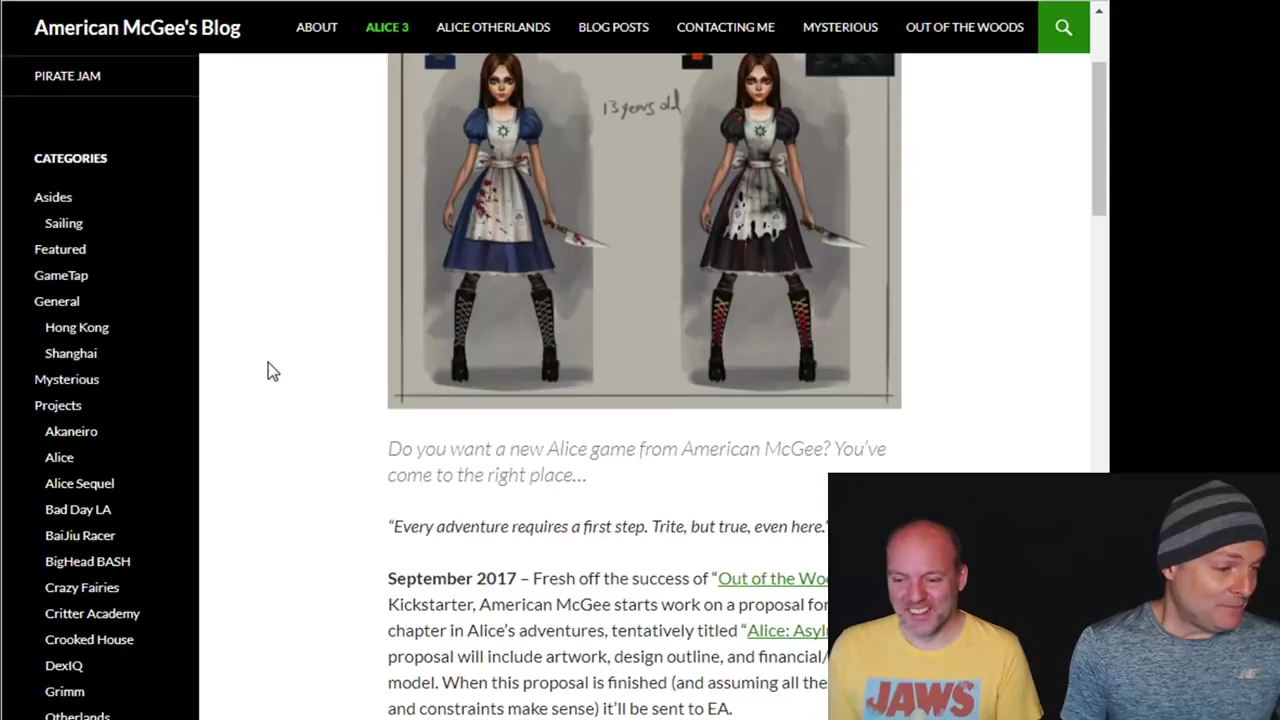 American McGee's Blog
ABOUT
ALICE 3
ALICE OTHERLANDS
BLOG POSTS
CONTACTING ME
MYSTERIOUS
OUT OF THE WOODS
PIRATE JAM
CATEGORIES
Asides
Sailing
Featured
GameTap
General
Hong Kong
Shanghai
Mysterious
Projects
Akaneiro
Alice
Alice Sequel
Bad Day LA
BaiJiu Racer
BigHead BASH
Crazy Fairies
Critter Academy
Crooked House
DexIQ
Grimm
Otherlands
13 years old
Do you want a new Alice game from American McGee? You've
come to the right place…
“Every adventure requires a first step. Trite, but true, even here.”
September 2017 – Fresh off the success of “Out of the Woo
Kickstarter, American McGee starts work on a proposal for
chapter in Alice's adventures, tentatively titled “Alice: Asyl
proposal will include artwork, design outline, and financial/
model. When this proposal is finished (and assuming all the
and constraints make sense) it'll be sent to EA.
JAWS